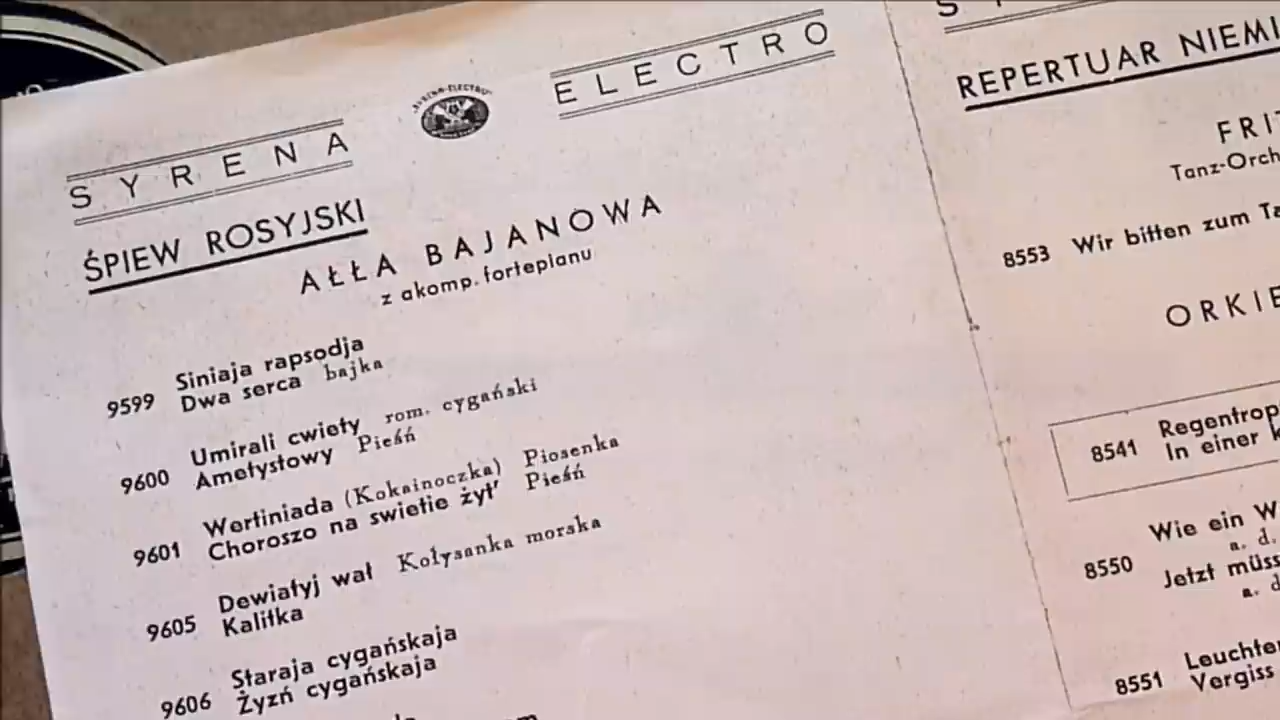 SYRENA ELECTRO
ŚPIEW ROSYJSKI
AŁŁA BAJANOWA
z akomp. fortepianu
9599 Siniaja rapsodja
Dwa serca bajka
9600 Umirali cwiety rom. cygański
Ametystowy Pieśń
9601 Wertiniada (Kokainoczka) Piosenka
Choroszo na swietie żyt' Pieśń
9605 Dewiatyj wał Kołysanka morska
Kalitka
9606 Staraja cygańskaja
Żyzń cygańskaja
REPERTUAR NIEMI
FRI
Tanz-Orch
8553 Wir bitten zum Ta
ORKIE
8541 Regentrop
In einer k
8550 Wie ein W
a. d.
Jetzt müss
a. d
8551 Leuchte
Vergiss